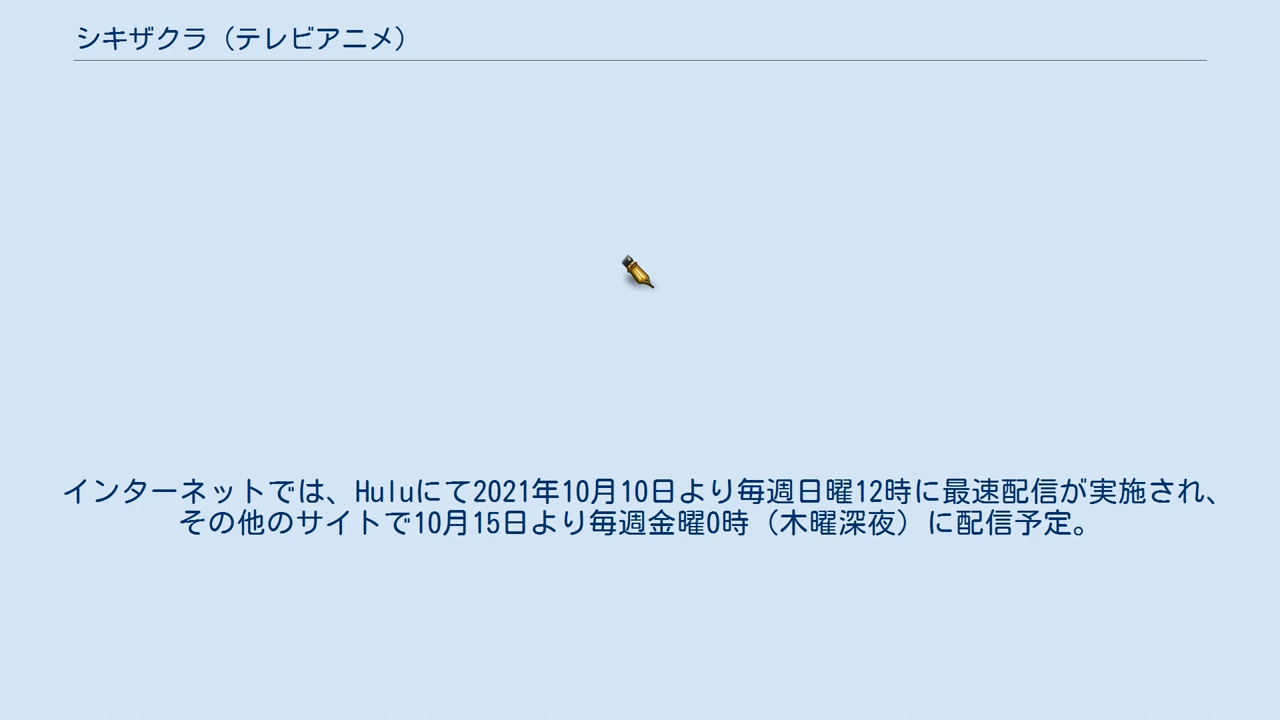 シキザクラ（テレビアニメ）
インターネットでは、Huluにて2021年10月10日より毎週日曜12時に最速配信が実施され、
その他のサイトで10月15日より毎週金曜0時（木曜深夜）に配信予定。